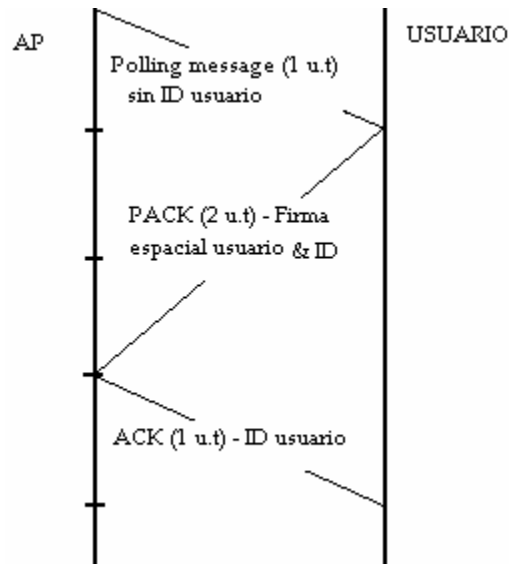 AP
USUARIO
Polling message (1 u.t)
sin ID usuario
PACK (2 u.t) - Firma
espacial usuario & ID
ACK (1 u.t) - ID usuario